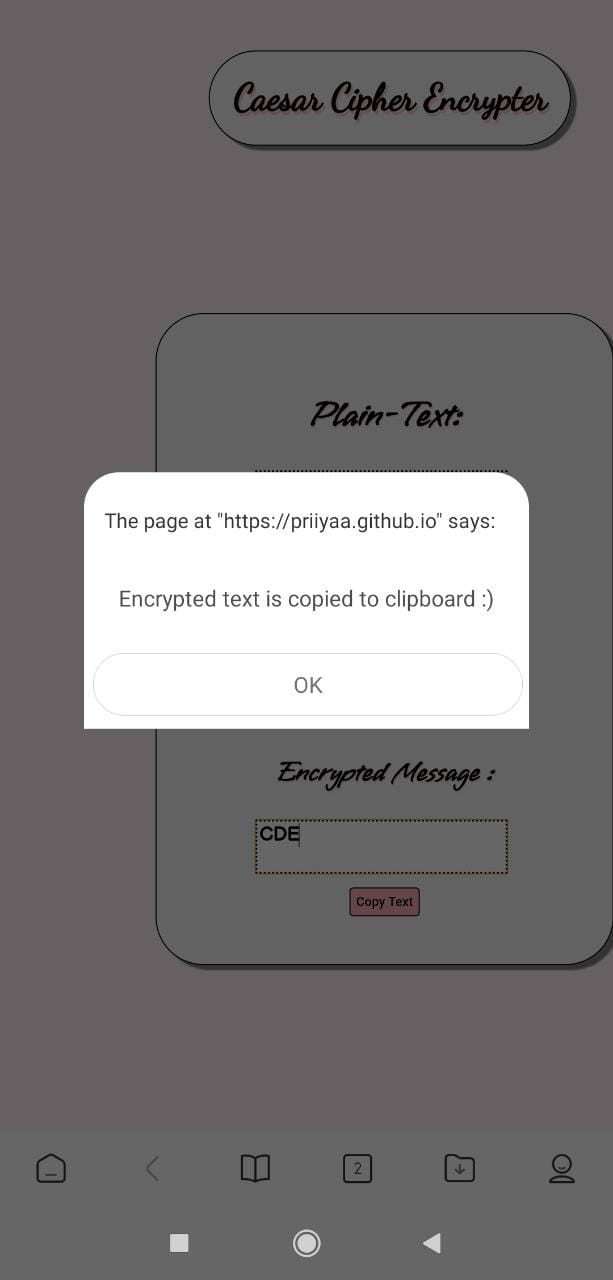 Caesar Cipher Encrypter
Plain-Text:
The page at "https://priiyaa.github.io" says:
Encrypted text is copied to clipboard :)
OK
Encrypted Message :
CDE
Copy Text
2